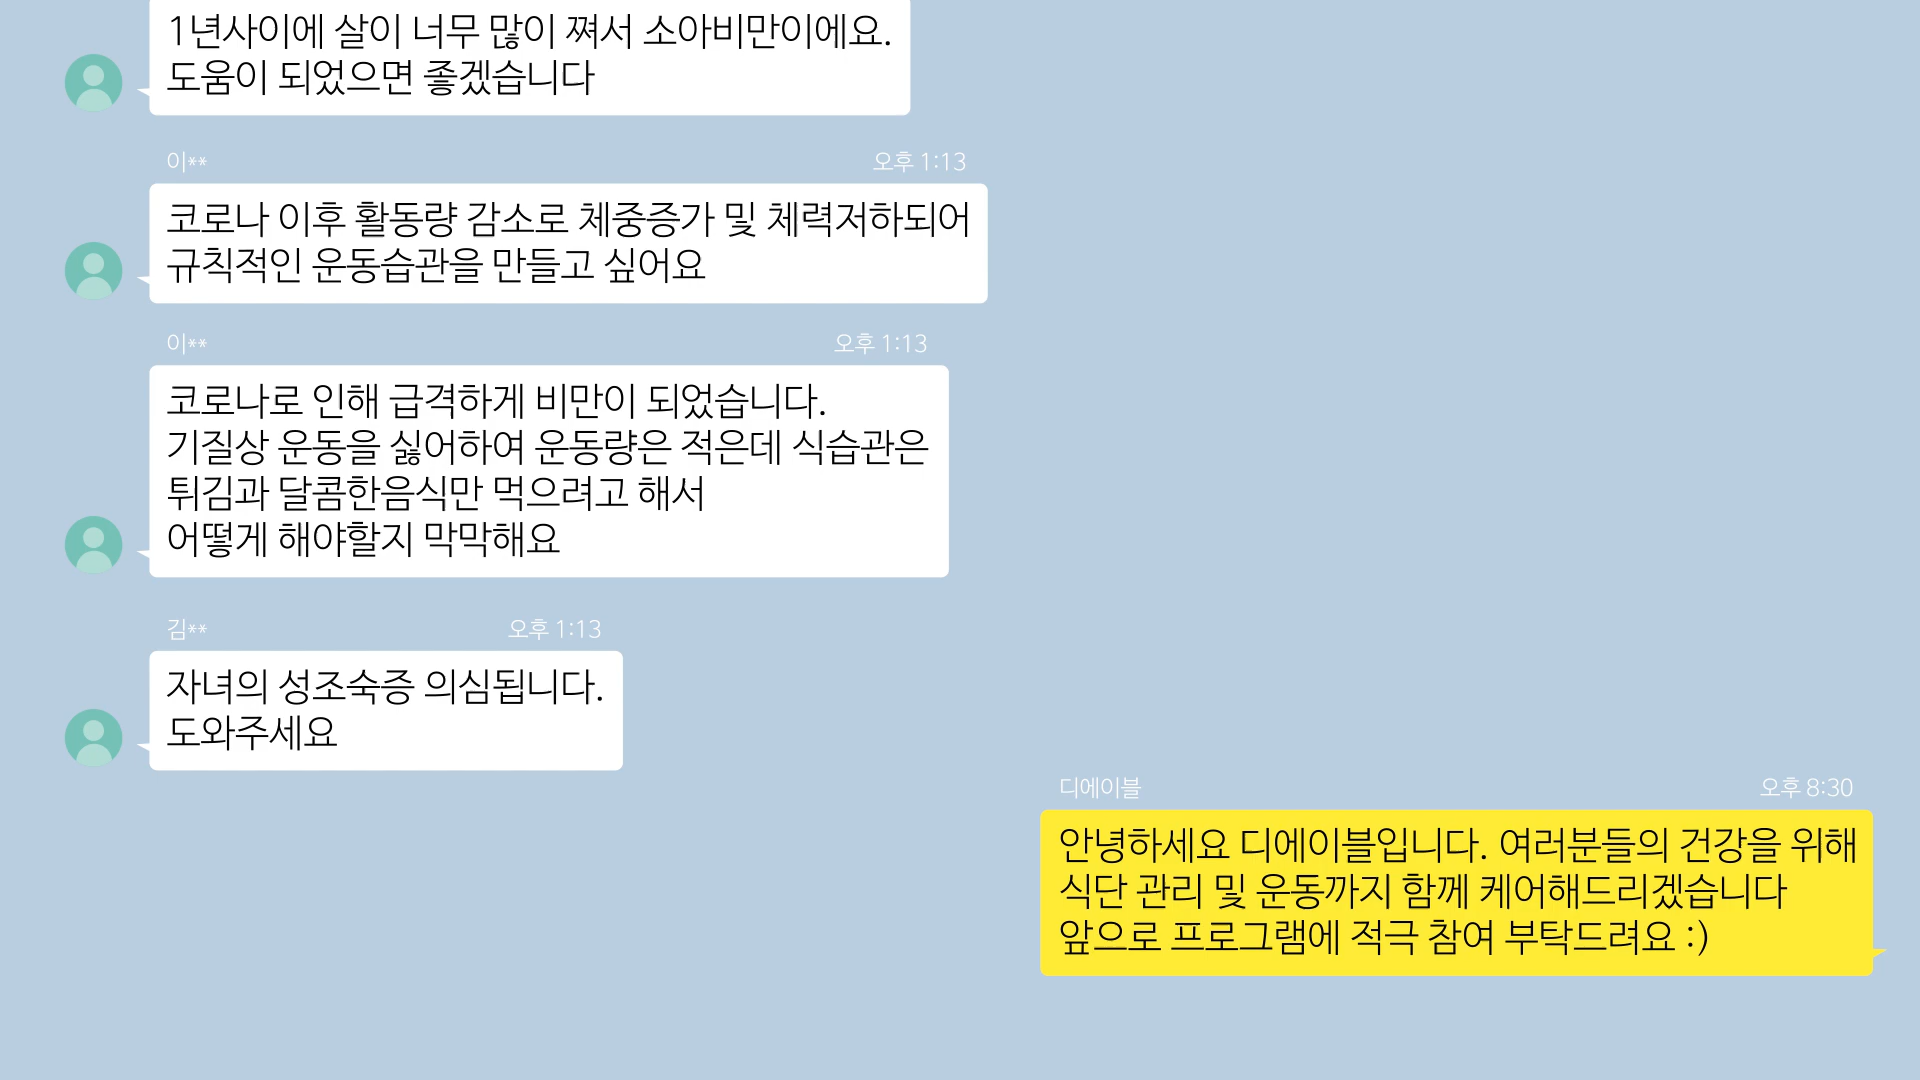 1년사이에 살이 너무 많이 쪄서 소아비만이에요.
도움이 되었으면 좋겠습니다
이** 오후 1:13
코로나 이후 활동량 감소로 체중증가 및 체력저하되어
규칙적인 운동습관을 만들고 싶어요
이** 오후 1:13
코로나로 인해 급격하게 비만이 되었습니다.
기질상 운동을 싫어하여 운동량은 적은데 식습관은
튀김과 달콤한음식만 먹으려고 해서
어떻게 해야할지 막막해요
김** 오후 1:13
자녀의 성조숙증 의심됩니다.
도와주세요
디에이블 오후 8:30
안녕하세요 디에이블입니다. 여러분들의 건강을 위해
식단 관리 및 운동까지 함께 케어해드리겠습니다
앞으로 프로그램에 적극 참여 부탁드려요 :)